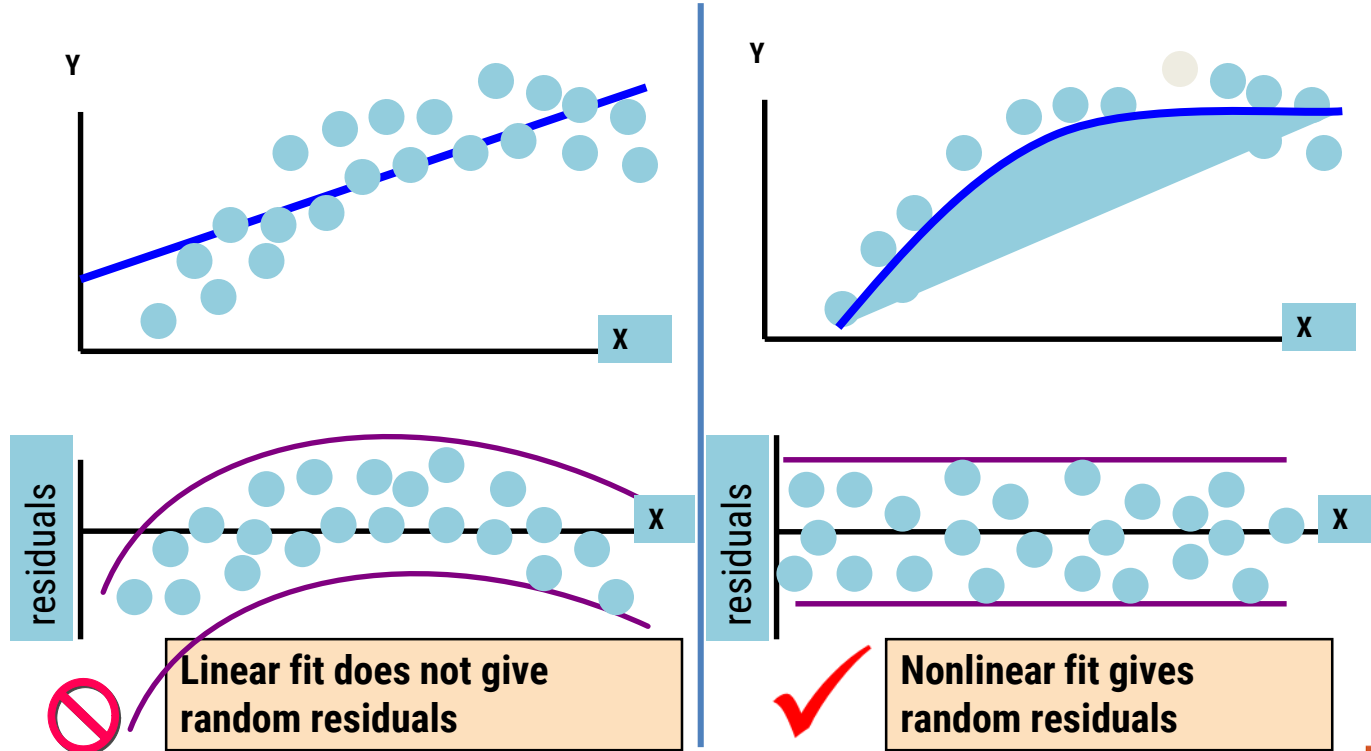 Y
X
residuals
X
Linear fit does not give
random residuals
Y
X
residuals
X
Nonlinear fit gives
random residuals